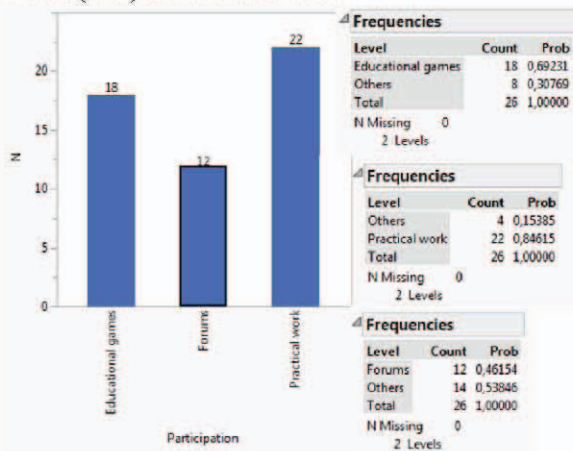 25
20
15
10
5
0
N
18
12
22
Educational games
Forums
Practical work
Participation
Frequencies
Level Count Prob
Educational games 18 0,69231
Others 8 0,30769
Total 26 1,00000
N Missing 0
2 Levels
Frequencies
Level Count Prob
Others 4 0,15385
Practical work 22 0,84615
Total 26 1,00000
N Missing 0
2 Levels
Frequencies
Level Count Prob
Forums 12 0,46154
Others 14 0,53846
Total 26 1,00000
N Missing 0
2 Levels